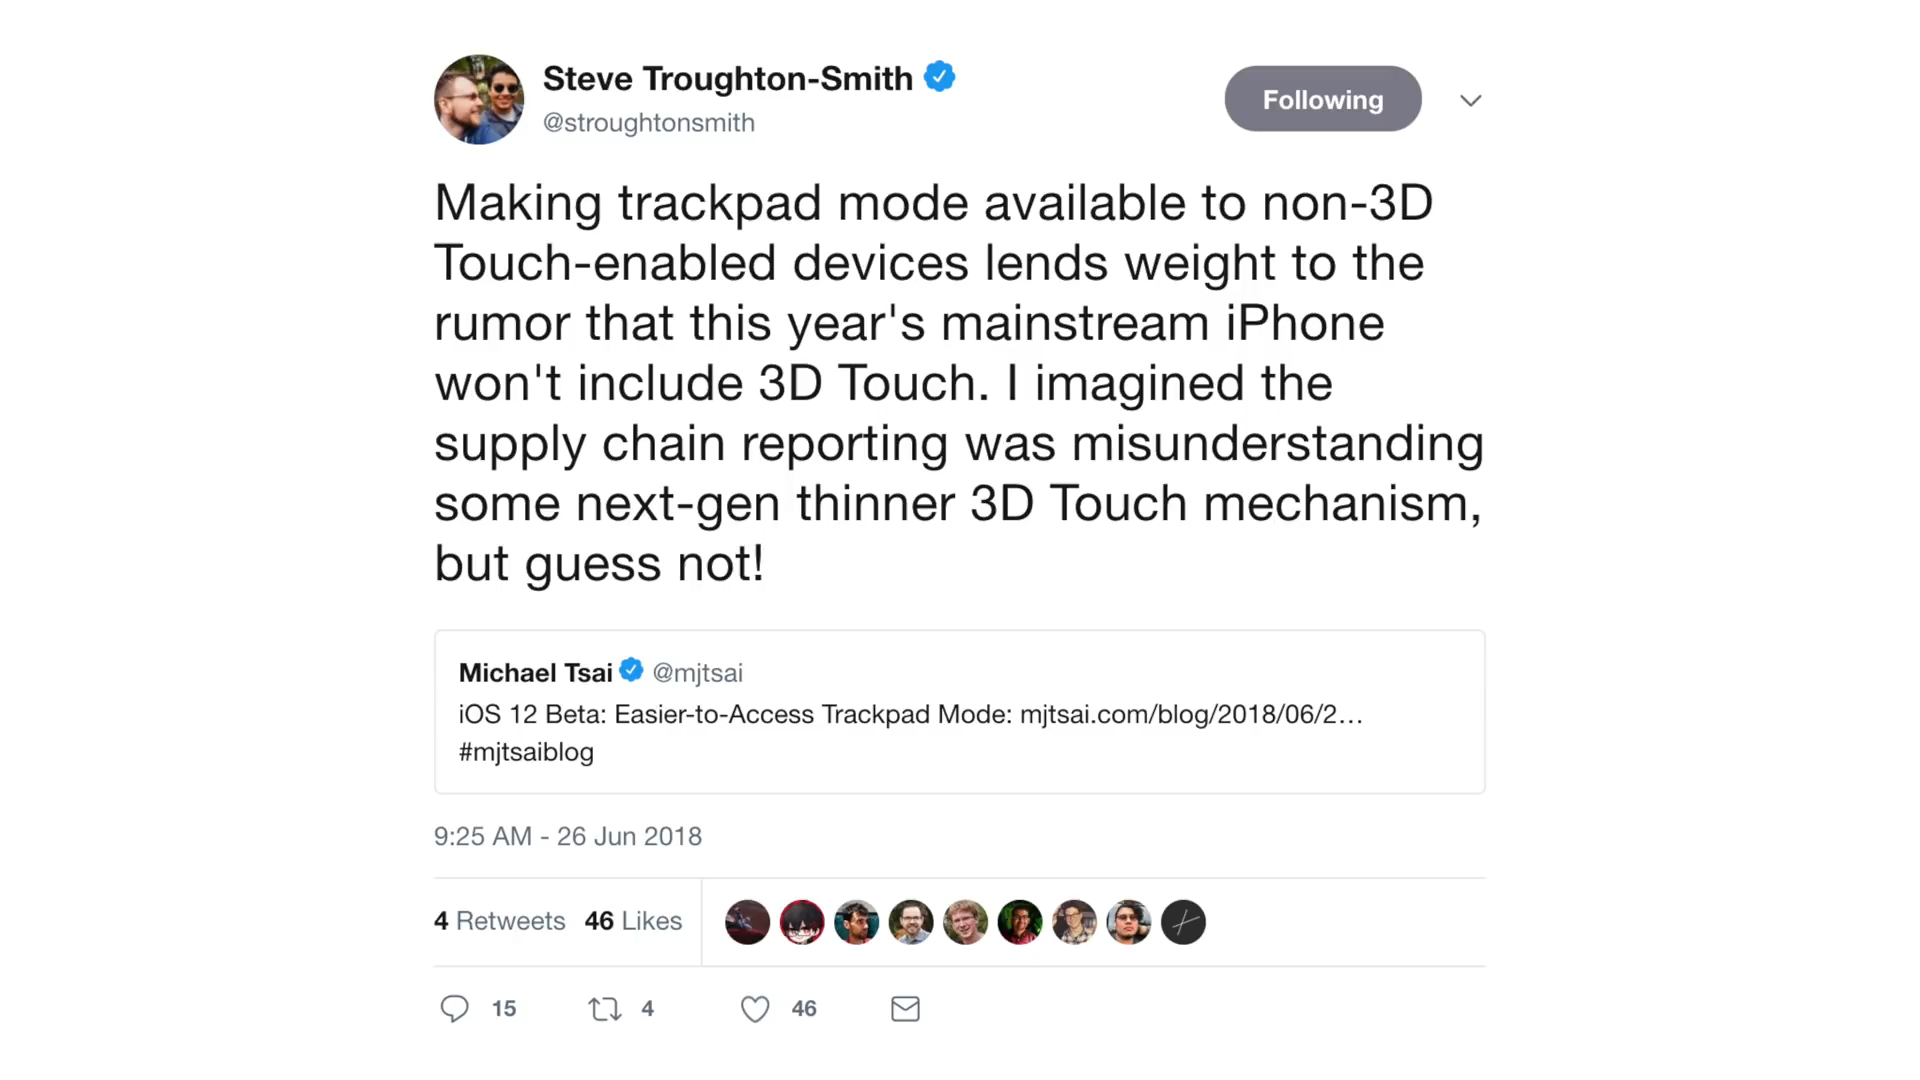 Steve Troughton-Smith
@stroughtonsmith
Following
Making trackpad mode available to non-3D
Touch-enabled devices lends weight to the
rumor that this year's mainstream iPhone
won't include 3D Touch. I imagined the
supply chain reporting was misunderstanding
some next-gen thinner 3D Touch mechanism,
but guess not!
Michael Tsai @mjtsai
iOS 12 Beta: Easier-to-Access Trackpad Mode: mjtsai.com/blog/2018/06/2…
#mjtsaiblog
9:25 AM - 26 Jun 2018
4 Retweets 46 Likes
15 4 46